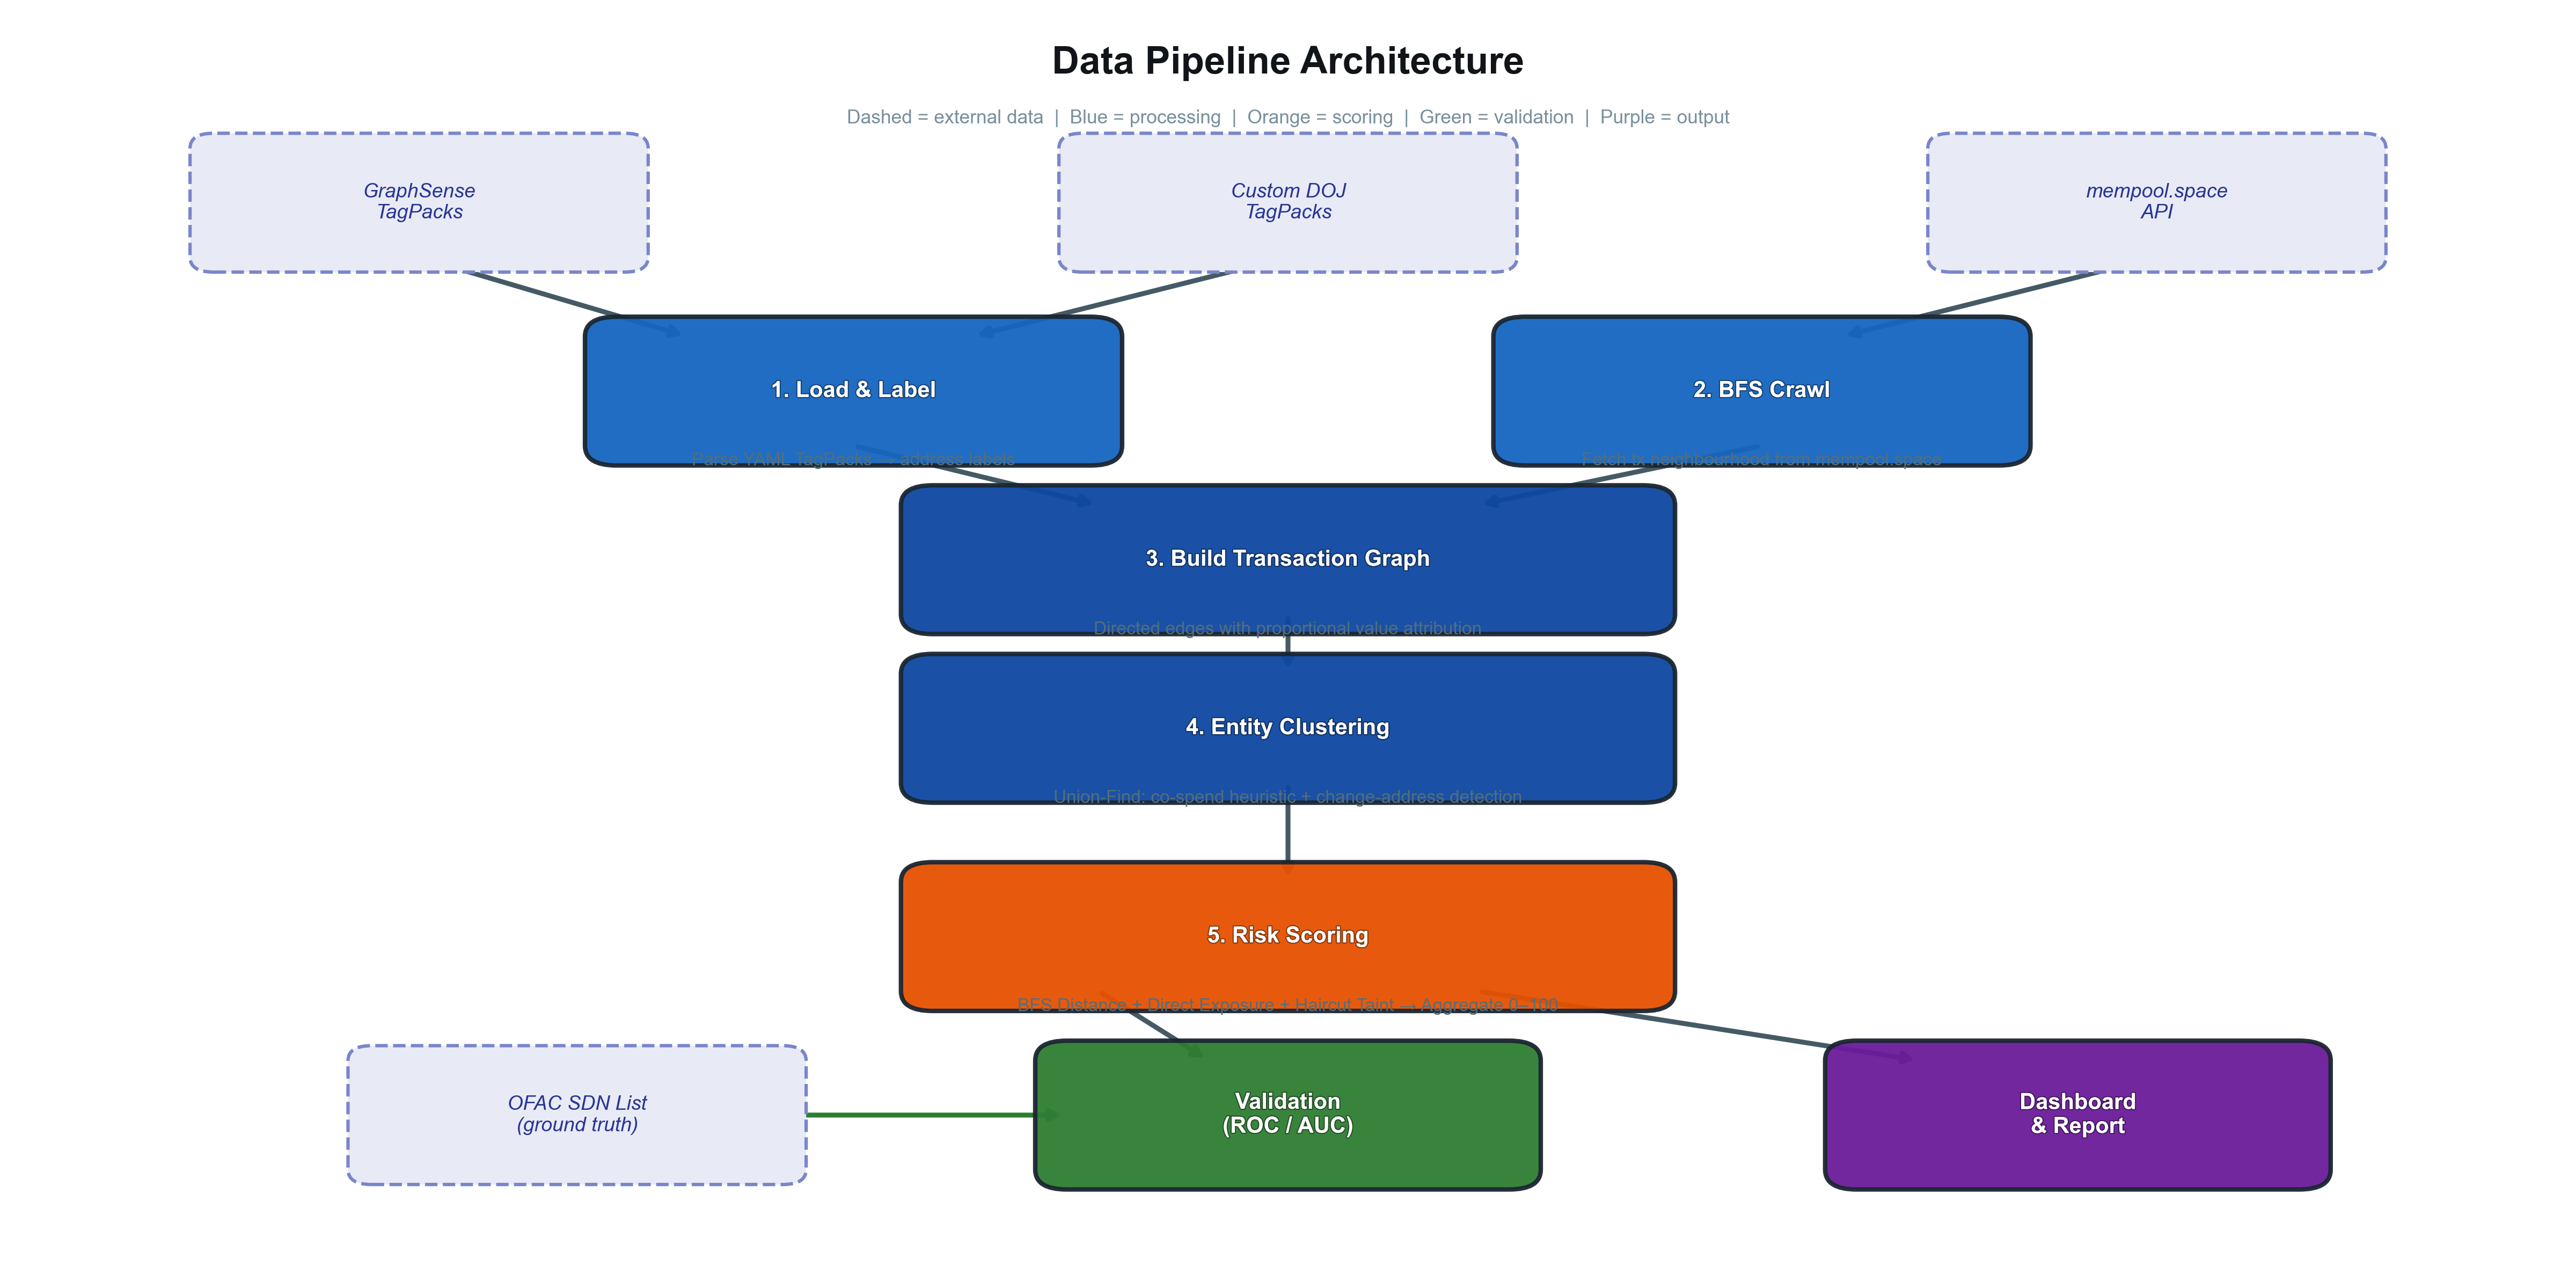 Data Pipeline Architecture
Dashed = external data | Blue = processing | Orange = scoring | Green = validation | Purple = output
GraphSense
TagPacks
Custom DOJ
TagPacks
mempool.space
API
1. Load & Label
Parse YAML TagPacks → address labels
2. BFS Crawl
Fetch tx neighbourhood from mempool.space
3. Build Transaction Graph
Directed edges with proportional value attribution
4. Entity Clustering
Union-Find: co-spend heuristic + change-address detection
5. Risk Scoring
BFS Distance + Direct Exposure + Haircut Taint → Aggregate 0–100
OFAC SDN List
(ground truth)
Validation
(ROC / AUC)
Dashboard
& Report